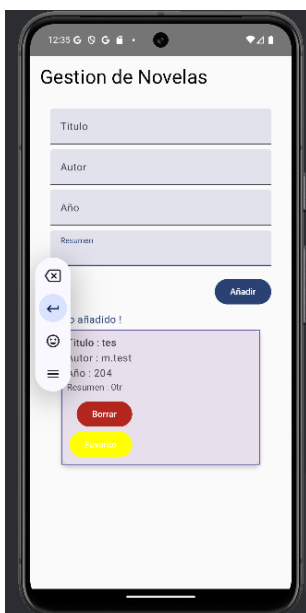 12:35 G G
Gestion de Novelas
Titulo
Autor
Año
Resumen
Añadir
o añadido !
Titulo : tes
Autor : m.test
Año : 204
Resumen : Otr
Borrar
Favorito